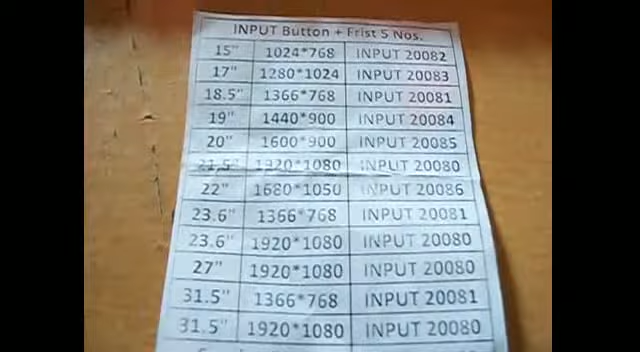 INPUT Button + Frist 5 Nos.
15" 1024*768 INPUT 20082
17" 1280*1024 INPUT 20083
18.5" 1366*768 INPUT 20081
19" 1440*900 INPUT 20084
20" 1600*900 INPUT 20085
21.5" 1920*1080 INPUT 20080
22" 1680*1050 INPUT 20086
23.6" 1366*768 INPUT 20081
23.6" 1920*1080 INPUT 20080
27" 1920*1080 INPUT 20080
31.5" 1366*768 INPUT 20081
31.5" 1920*1080 INPUT 20080